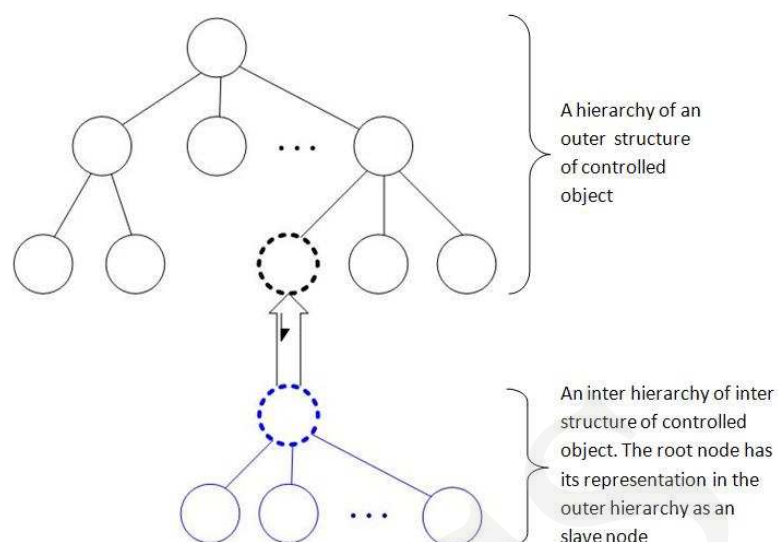 A hierarchy of an
outer structure
of controlled
object
An inter hierarchy of inter
structure of controlled
object. The root node has
its representation in the
outer hierarchy as an
slave node